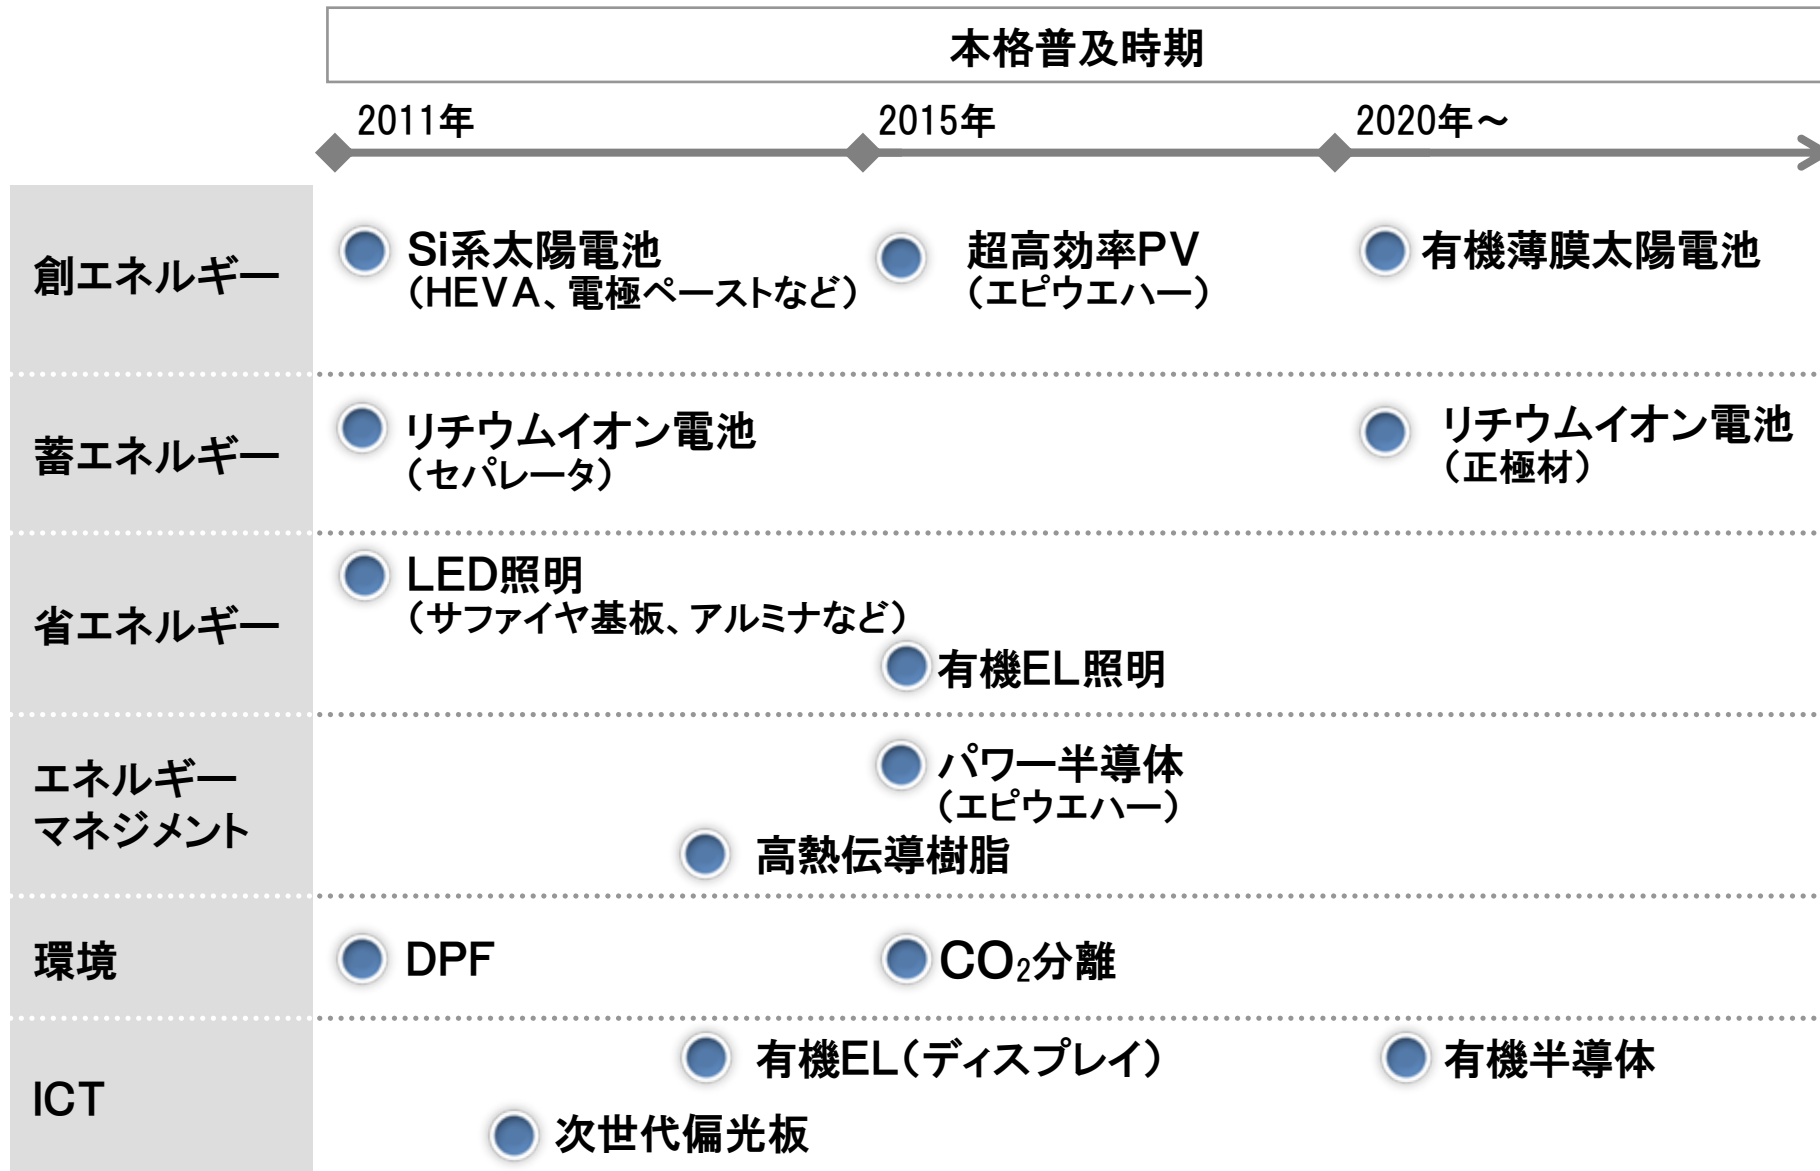 本格普及時期
2011年
2015年
2020年～
創エネルギー
Si系太陽電池
（HEVA、電極ペーストなど）
超高効率PV
（エピウエハー）
有機薄膜太陽電池
蓄エネルギー
リチウムイオン電池
（セパレータ）
リチウムイオン電池
（正極材）
省エネルギー
LED照明
（サファイヤ基板、アルミナなど）
有機EL照明
エネルギー
マネジメント
パワー半導体
（エピウエハー）
高熱伝導樹脂
環境
DPF
CO₂分離
ICT
有機EL（ディスプレイ）
有機半導体
次世代偏光板